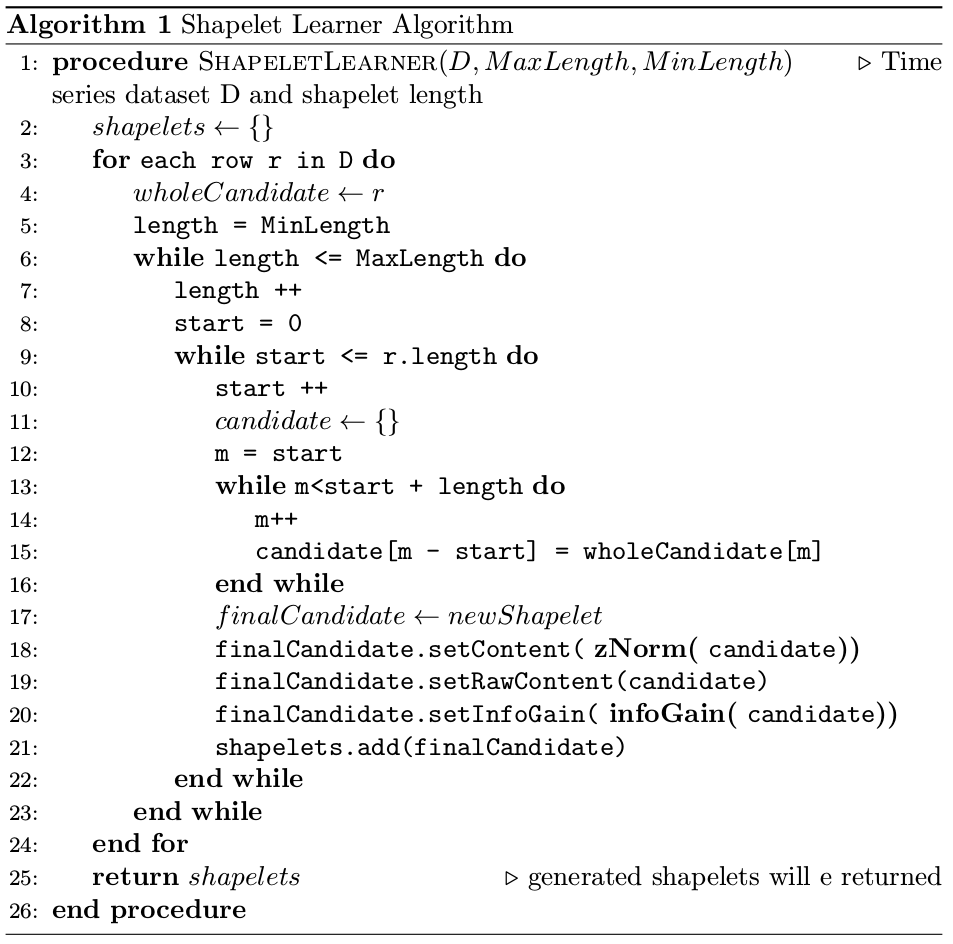 Algorithm 1 Shapelet Learner Algorithm
1: procedure SHAPELETLEARNER(D, MaxLength, MinLength) ▷ Time
series dataset D and shapelet length
2: shapelets ← {}
3: for each row r in D do
4: wholeCandidate ← r
5: length = MinLength
6: while length <= MaxLength do
7: length ++
8: start = 0
9: while start <= r.length do
10: start ++
11: candidate ← {}
12: m = start
13: while m<start + length do
14: m++
15: candidate[m - start] = wholeCandidate[m]
16: end while
17: finalCandidate ← newShapelet
18: finalCandidate.setContent( zNorm( candidate))
19: finalCandidate.setRawContent(candidate)
20: finalCandidate.setInfoGain( infoGain( candidate))
21: shapelets.add(finalCandidate)
22: end while
23: end while
24: end for
25: return shapelets ▷ generated shapelets will e returned
26: end procedure